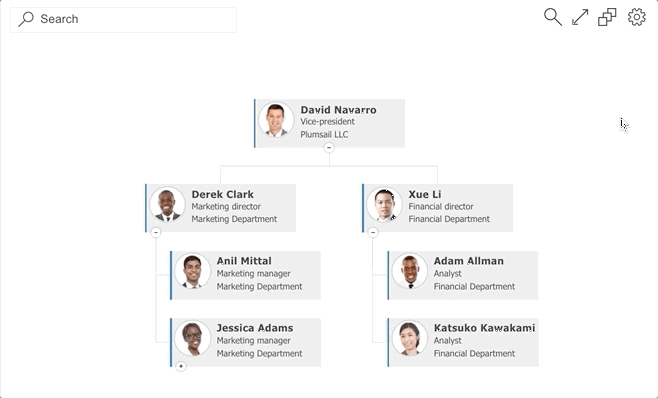 Search
David Navarro
Vice-president
Plumsail LLC
Derek Clark
Marketing director
Marketing Department
Xue Li
Financial director
Financial Department
Anil Mittal
Marketing manager
Marketing Department
Adam Allman
Analyst
Financial Department
Jessica Adams
Marketing manager
Marketing Department
Katsuko Kawakami
Analyst
Financial Department